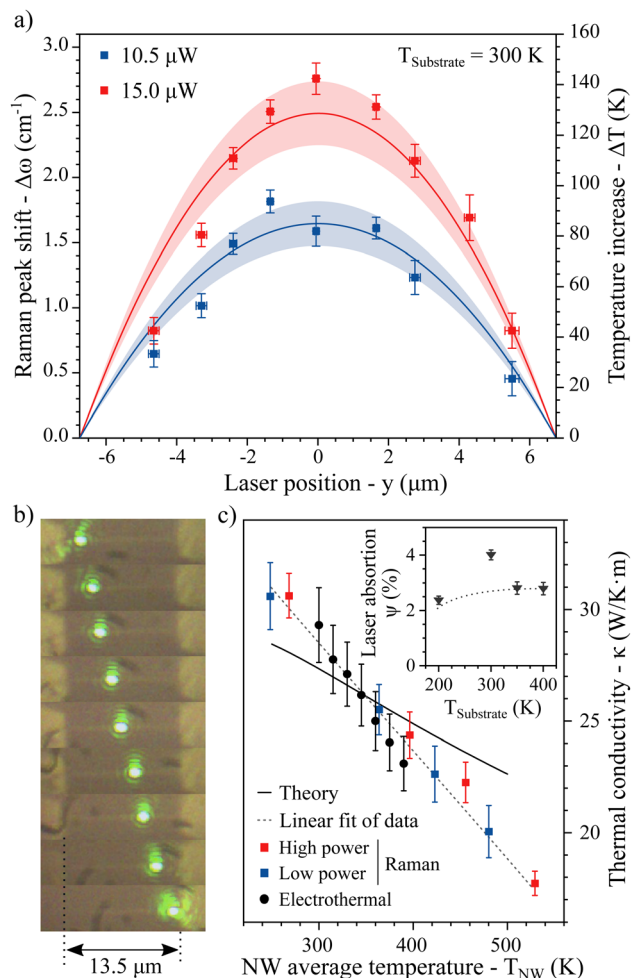 a)
3.0
2.5
2.0
1.5
1.0
0.5
0.0
Raman peak shift - Δω (cm⁻¹)
10.5 μW
15.0 μW
T_Substrate = 300 K
160
140
120
100
80
60
40
20
0
Temperature increase - ΔT (K)
-6 -4 -2 0 2 4 6
Laser position - y (μm)
b)
13.5 μm
c)
Laser absortion
ψ (%)
6
4
2
0
200 300 400
T_Substrate (K)
Theory
Linear fit of data
High power
Low power
Raman
Electrothermal
30
25
20
Thermal conductivity - κ (W/K·m)
300 400 500
NW average temperature - T_NW (K)